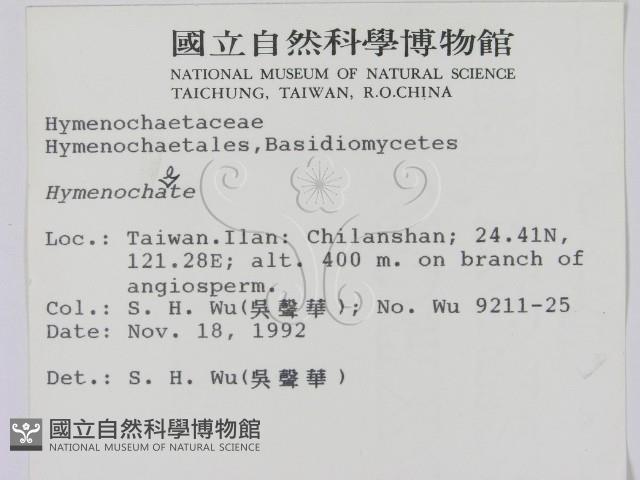 國立自然科學博物館
NATIONAL MUSEUM OF NATURAL SCIENCE
TAICHUNG, TAIWAN, R.O.CHINA
Hymenochaetaceae
Hymenochaetales,Basidiomycetes
e
Hymenochate
Loc.: Taiwan.Ilan: Chilanshan; 24.41N,
121.28E; alt. 400 m. on branch of
angiosperm.
Col.: S. H. Wu(吳聲華); No. Wu 9211-25
Date: Nov. 18, 1992
Det.: S. H. Wu(吳聲華)
國立自然科學博物館
NATIONAL MUSEUM OF NATURAL SCIENCE